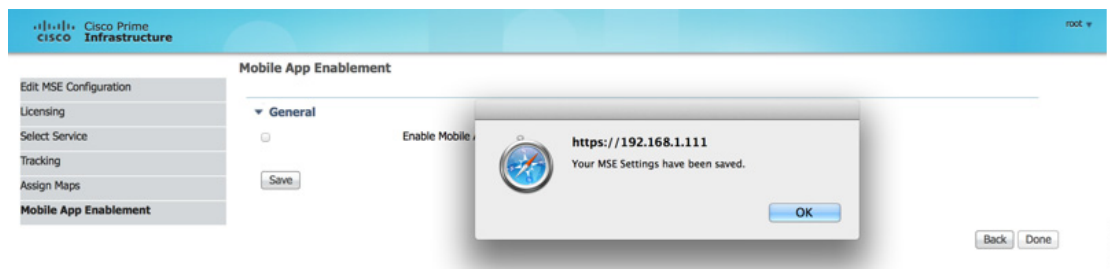 Cisco Prime
CISCO Infrastructure
root
Mobile App Enablement
Edit MSE Configuration
Licensing
Select Service
Tracking
Assign Maps
Mobile App Enablement
General
Enable Mobile
Save
https://192.168.1.111
Your MSE Settings have been saved.
OK
Back Done